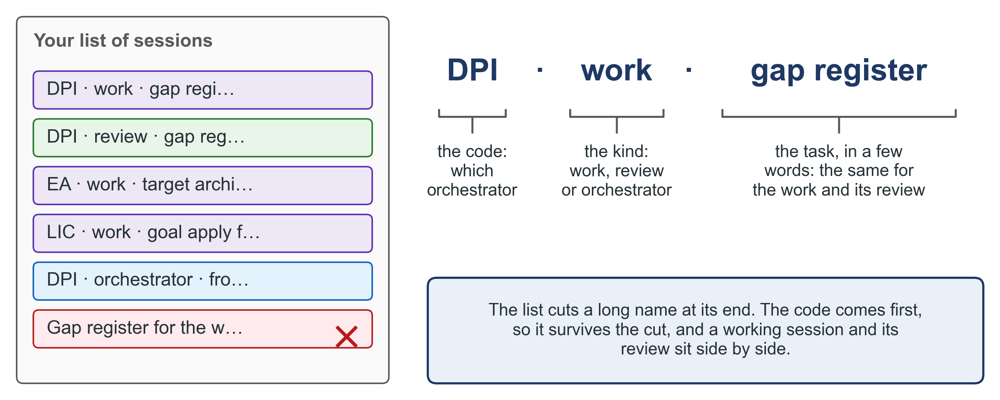 Your list of sessions
DPI · work · gap regi…
DPI · review · gap reg…
EA · work · target archi…
LIC · work · goal apply f…
DPI · orchestrator · fro…
Gap register for the w…
DPI · work · gap register
the code:
which
orchestrator
the kind:
work, review
or orchestrator
the task, in a few
words: the same for
the work and its review
The list cuts a long name at its end. The code comes first,
so it survives the cut, and a working session and its
review sit side by side.